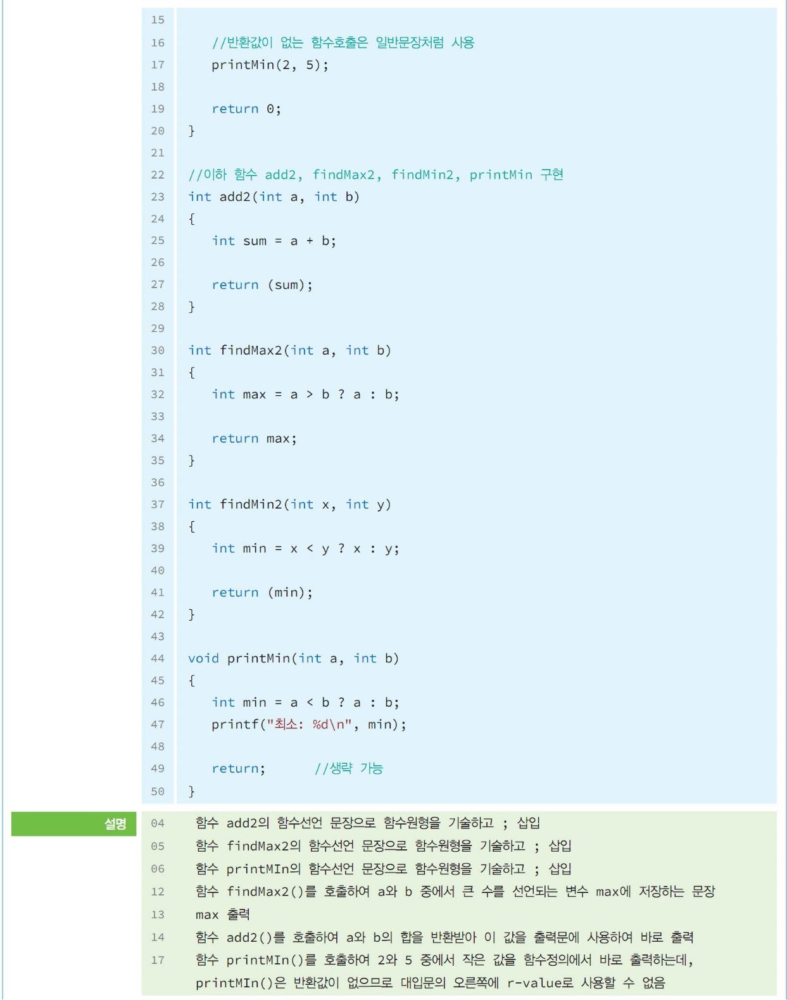 15
16 //반환값이 없는 함수호출은 일반문장처럼 사용
17 printMin(2, 5);
18
19 return 0;
20 }
21
22 //이하 함수 add2, findMax2, findMin2, printMin 구현
23 int add2(int a, int b)
24 {
25 int sum = a + b;
26
27 return (sum);
28 }
29
30 int findMax2(int a, int b)
31 {
32 int max = a > b ? a : b;
33
34 return max;
35 }
36
37 int findMin2(int x, int y)
38 {
39 int min = x < y ? x : y;
40
41 return (min);
42 }
43
44 void printMin(int a, int b)
45 {
46 int min = a < b ? a : b;
47 printf("최소: %d\n", min);
48
49 return; //생략 가능
50 }
설명
04 함수 add2의 함수선언 문장으로 함수원형을 기술하고 ; 삽입
05 함수 findMax2의 함수선언 문장으로 함수원형을 기술하고 ; 삽입
06 함수 printMIn의 함수선언 문장으로 함수원형을 기술하고 ; 삽입
12 함수 findMax2()를 호출하여 a와 b 중에서 큰 수를 선언되는 변수 max에 저장하는 문장
13 max 출력
14 함수 add2()를 호출하여 a와 b의 합을 반환받아 이 값을 출력문에 사용하여 바로 출력
17 함수 printMIn()를 호출하여 2와 5 중에서 작은 값을 함수정의에서 바로 출력하는데,
printMIn()은 반환값이 없으므로 대입문의 오른쪽에 r-value로 사용할 수 없음